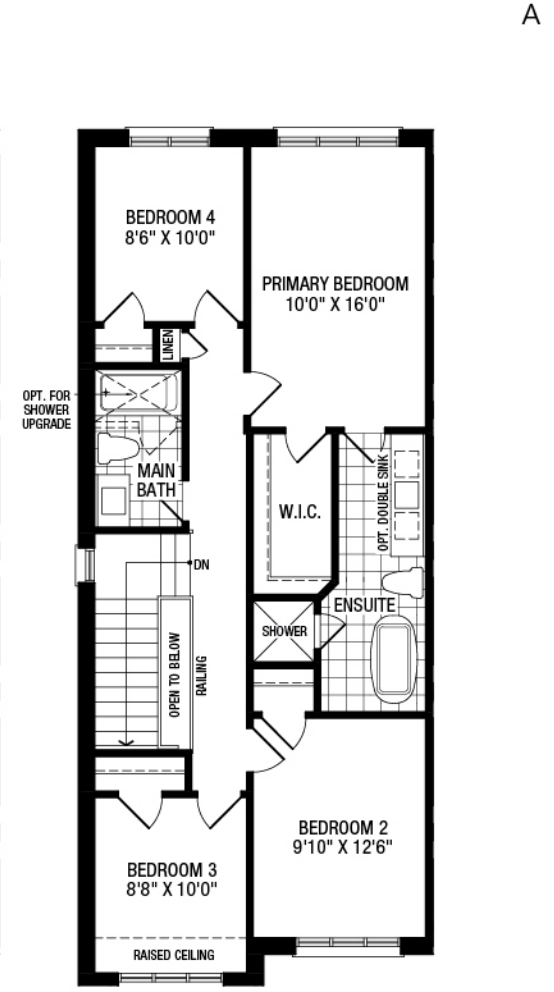 A
BEDROOM 4
8'6" X 10'0"
PRIMARY BEDROOM
10'0" X 16'0"
LINEN
OPT. FOR
SHOWER
UPGRADE
MAIN
BATH
OPT. DOUBLE SINK
W.I.C.
DN
ENSUITE
SHOWER
OPEN TO BELOW
RAILING
BEDROOM 2
9'10" X 12'6"
BEDROOM 3
8'8" X 10'0"
RAISED CEILING